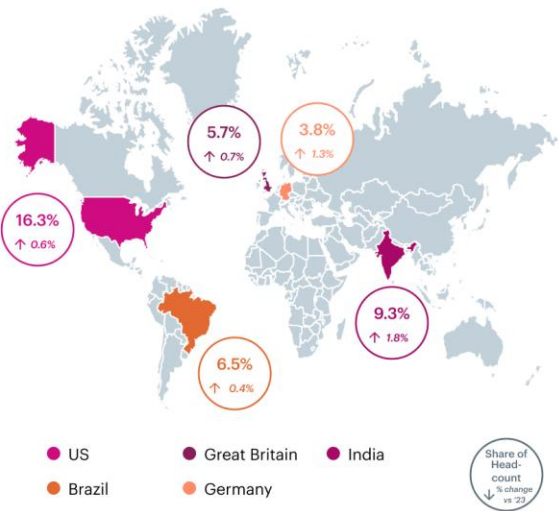 5.7%
↑ 0.7%
3.8%
↑ 1.3%
16.3%
↑ 0.6%
9.3%
↑ 1.8%
6.5%
↑ 0.4%
US
Great Britain
India
Brazil
Germany
Share of
Head-
count
↓ % change
vs '23